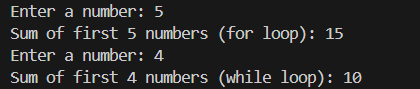 Enter a number: 5
Sum of first 5 numbers (for loop): 15
Enter a number: 4
Sum of first 4 numbers (while loop): 10